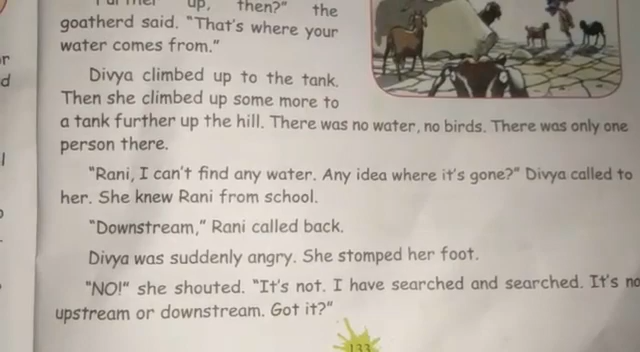 up, then?" the
goatherd said. "That's where your
water comes from."
Divya climbed up to the tank.
Then she climbed up some more to
a tank further up the hill. There was no water, no birds. There was only one
person there.
"Rani, I can't find any water. Any idea where it's gone?" Divya called to
her. She knew Rani from school.
"Downstream," Rani called back.
Divya was suddenly angry. She stomped her foot.
"NO!" she shouted. "It's not. I have searched and searched. It's
upstream or downstream. Got it?"
133